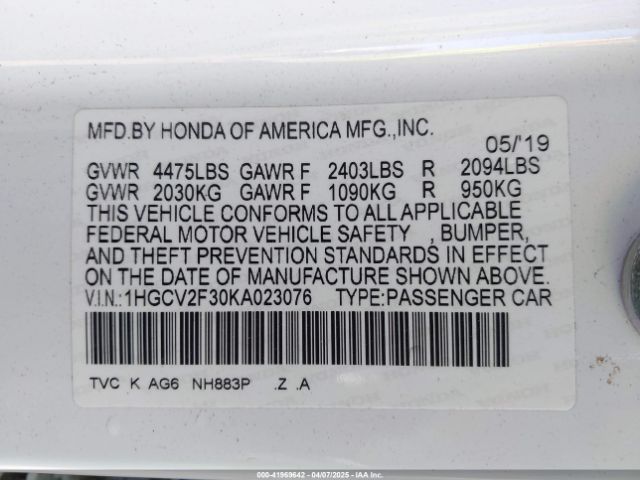 MFD.BY HONDA OF AMERICA MFG.,INC.
05/'19
GVWR 4475LBS GAWR F 2403LBS R 2094LBS
GVWR 2030KG GAWR F 1090KG R 950KG
THIS VEHICLE CONFORMS TO ALL APPLICABLE
FEDERAL MOTOR VEHICLE SAFETY , BUMPER,
AND THEFT PREVENTION STANDARDS IN EFFECT
ON THE DATE OF MANUFACTURE SHOWN ABOVE.
V.I.N.:1HGCV2F30KA023076 TYPE:PASSENGER CAR
TVC K AG6 NH883P .Z .A
000-41969642 - 04/07/2025 - IAA Inc.